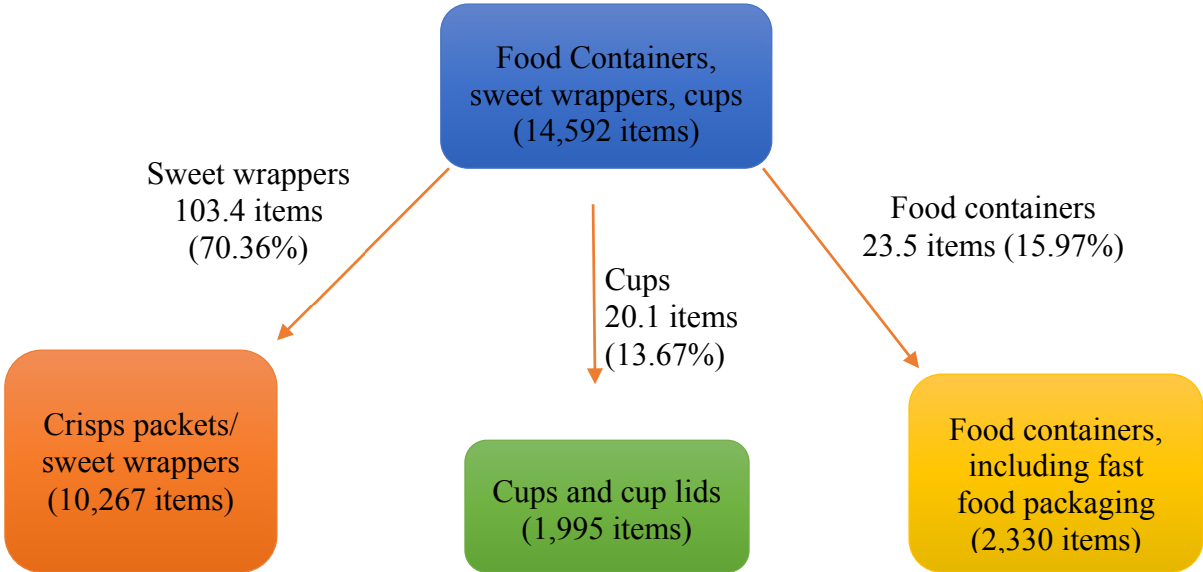 Food Containers,
sweet wrappers, cups
(14,592 items)
Sweet wrappers
103.4 items
(70.36%)
Food containers
23.5 items (15.97%)
Cups
20.1 items
(13.67%)
Crisps packets/
sweet wrappers
(10,267 items)
Cups and cup lids
(1,995 items)
Food containers,
including fast
food packaging
(2,330 items)